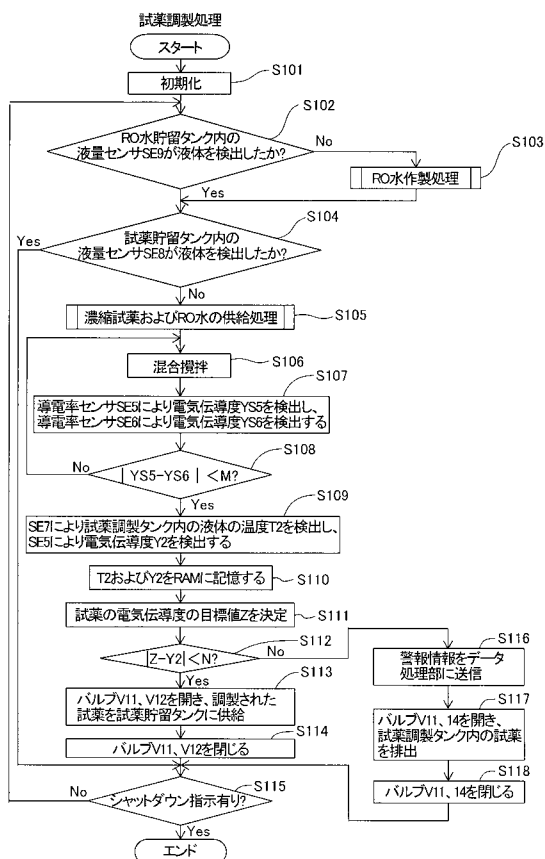 試薬調製処理
スタート
初期化
S101
S102
RO水貯留タンク内の
液量センサSE9が液体を検出したか?
No
S103
RO水作製処理
Yes
S104
Yes
試薬貯留タンク内の
液量センサSE8が液体を検出したか?
No
濃縮試薬およびRO水の供給処理
S105
混合攪拌
S106
S107
導電率センサSE5により電気伝導度YS5を検出し、
導電率センサSE6により電気伝導度YS6を検出する
S108
No
|YS5-YS6|<M?
Yes
S109
SE7により試薬調製タンク内の液体の温度T2を検出し、
SE5により電気伝導度Y2を検出する
T2およびY2をRAMに記憶する
S110
試薬の電気伝導度の目標値Zを決定
S111
S112
|Z-Y2|<N?
No
S116
警報情報をデータ
処理部に送信
Yes
S113
バルブV11、V12を開き、調製された
試薬を試薬貯留タンクに供給
S117
バルブV11、14を開き、
試薬調製タンク内の試薬
を排出
S114
バルブV11、V12を閉じる
S118
バルブV11、14を閉じる
S115
No
シャットダウン指示有り?
Yes
エンド